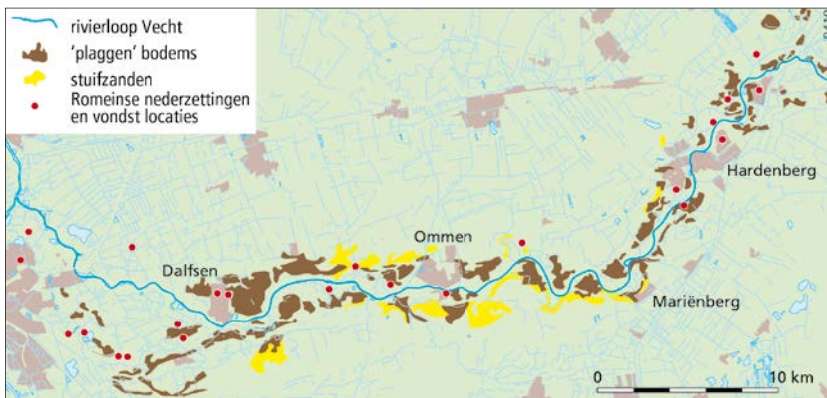 rivierloop Vecht
'plaggen' bodems
stuifzanden
Romeinse nederzettingen
en vondst locaties
Hardenberg
Ommen
Dalfsen
Mariënberg
0 10 km